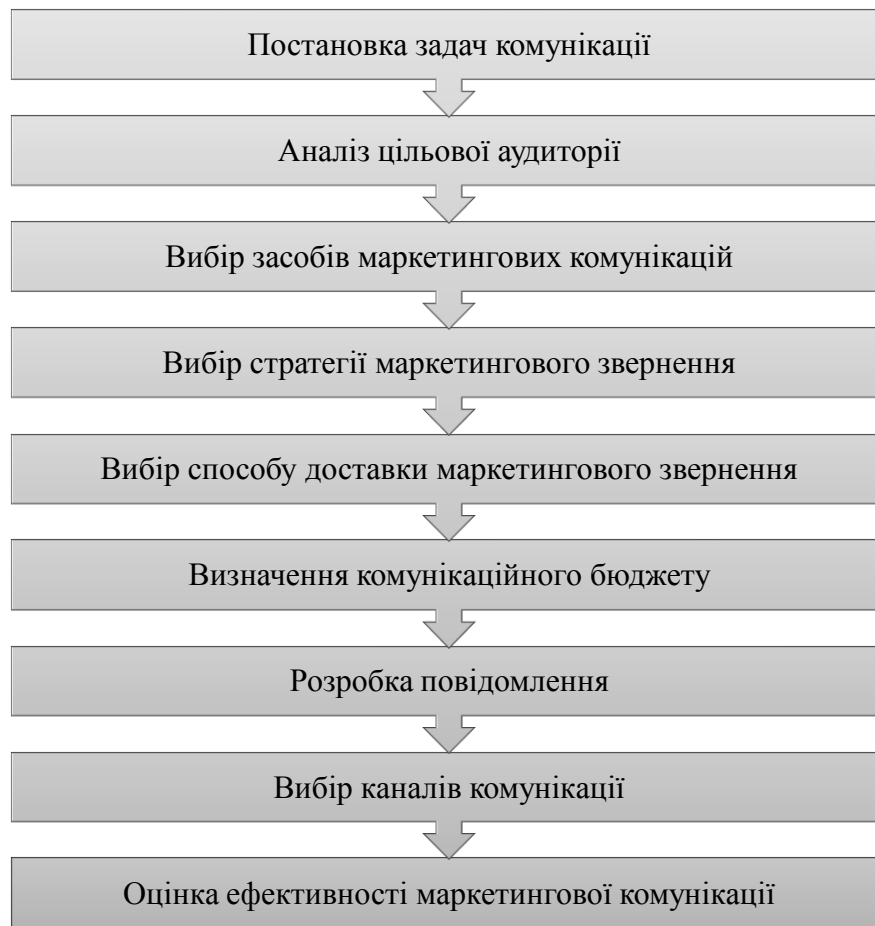 Постановка задач комунікації
Аналіз цільової аудиторії
Вибір засобів маркетингових комунікацій
Вибір стратегії маркетингового звернення
Вибір способу доставки маркетингового звернення
Визначення комунікаційного бюджету
Розробка повідомлення
Вибір каналів комунікації
Оцінка ефективності маркетингової комунікації